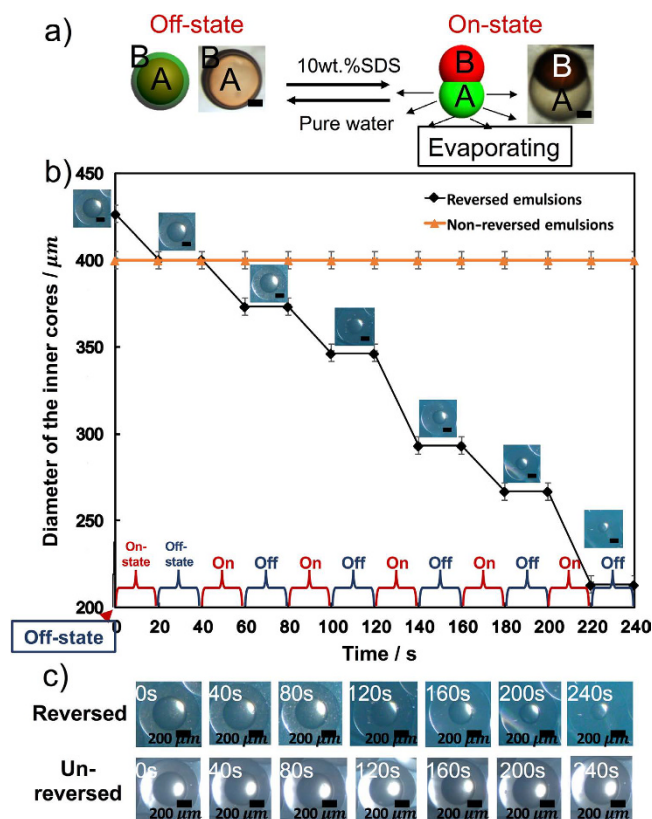 a) Off-state On-state
B A B A 10wt.%SDS B A B A
Pure water
Evaporating
b)
Diameter of the inner cores / μm
450
400
350
300
250
200
Reversed emulsions
Non-reversed emulsions
On-state Off-state On Off On Off On Off On Off On Off
0 20 40 60 80 100 120 140 160 180 200 220 240
Off-state
Time / s
c)
Reversed
0s 40s 80s 120s 160s 200s 240s
200 μm 200 μm 200 μm 200 μm 200 μm 200 μm 200 μm
Un-reversed
0s 40s 80s 120s 160s 200s 240s
200 μm 200 μm 200 μm 200 μm 200 μm 200 μm 200 μm